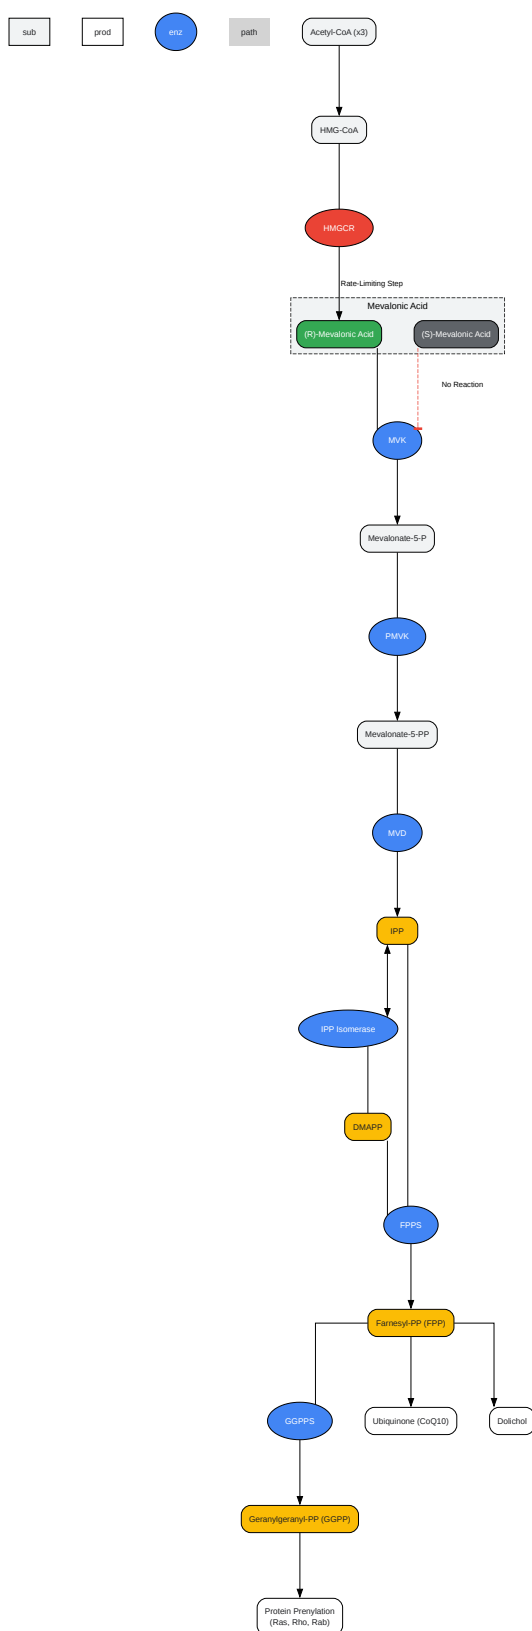 sub
prod
enz
path
Acetyl-CoA (x3)
HMG-CoA
HMGCR
Rate-Limiting Step
Mevalonic Acid
(R)-Mevalonic Acid
(S)-Mevalonic Acid
No Reaction
MVK
Mevalonate-5-P
PMVK
Mevalonate-5-PP
MVD
IPP
IPP Isomerase
DMAPP
FPPS
Farnesyl-PP (FPP)
GGPPS
Ubiquinone (CoQ10)
Dolichol
Geranylgeranyl-PP (GGPP)
Protein Prenylation
(Ras, Rho, Rab)